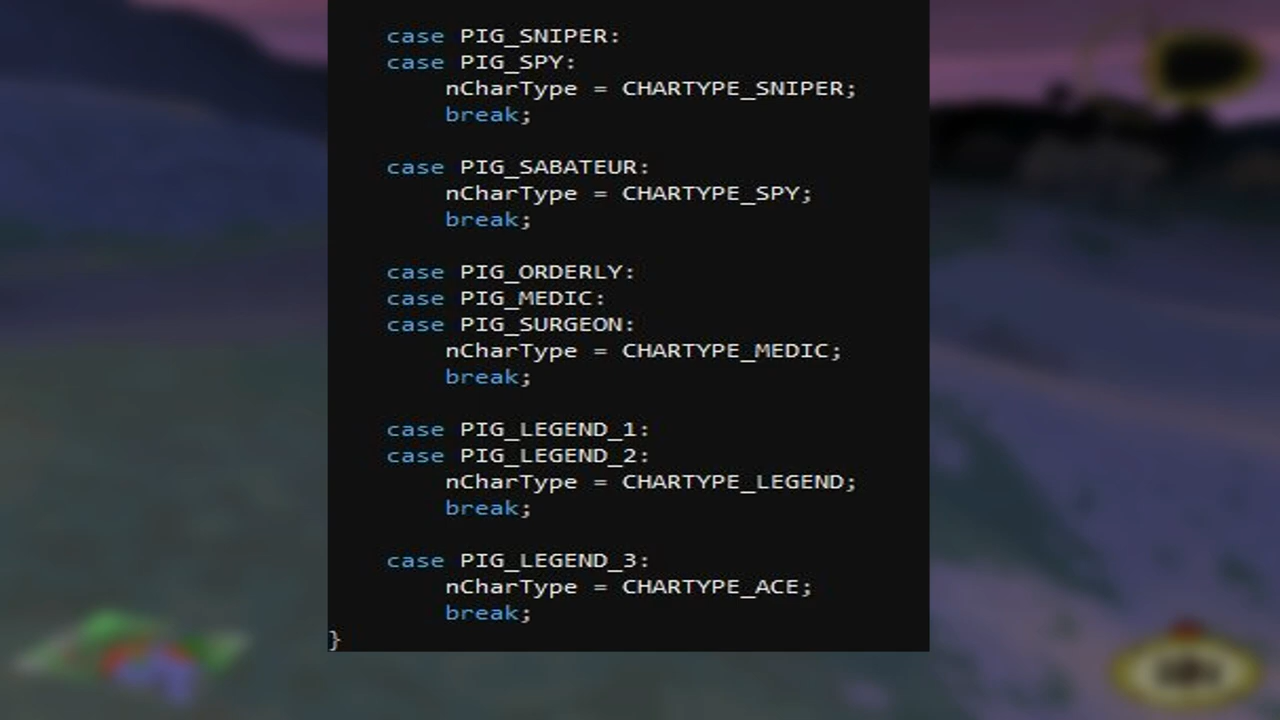 case PIG_SNIPER:
case PIG_SPY:
nCharType = CHARTYPE_SNIPER;
break;
case PIG_SABATEUR:
nCharType = CHARTYPE_SPY;
break;
case PIG_ORDERLY:
case PIG_MEDIC:
case PIG_SURGEON:
nCharType = CHARTYPE_MEDIC;
break;
case PIG_LEGEND_1:
case PIG_LEGEND_2:
nCharType = CHARTYPE_LEGEND;
break;
case PIG_LEGEND_3:
nCharType = CHARTYPE_ACE;
break;
}